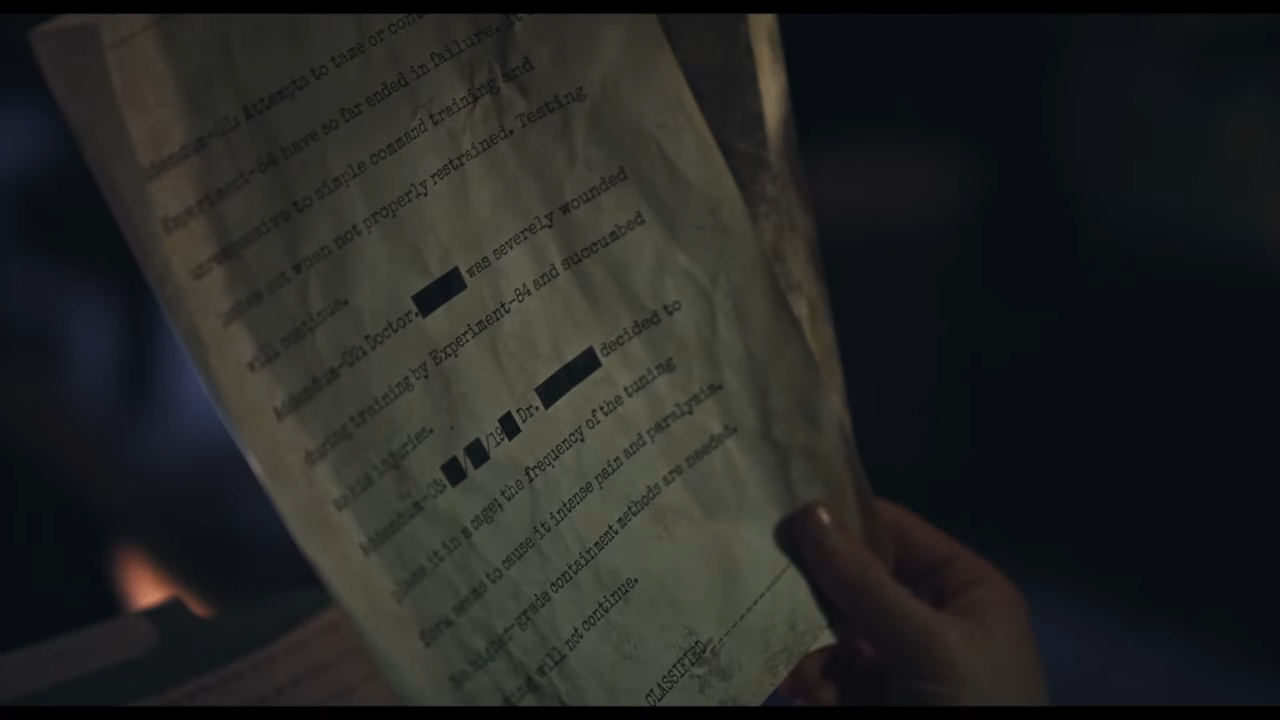 Addendum-01: Attempts to tame or
Experiment-84 have so far ended in failure. It
unresponsive to simple command training and
out when not properly restrained. Testing
will continue.
Addendum-02: Doctor. was severely wounded
during training by Experiment-84 and succumbed
to his injuries.
Addendum-03: / /19 Dr. decided to
place it in a cage; the frequency of the tuning
fork seems to cause it intense pain and paralysis.
No higher-grade containment methods are needed.
Testing will not continue.
CLASSIFIED